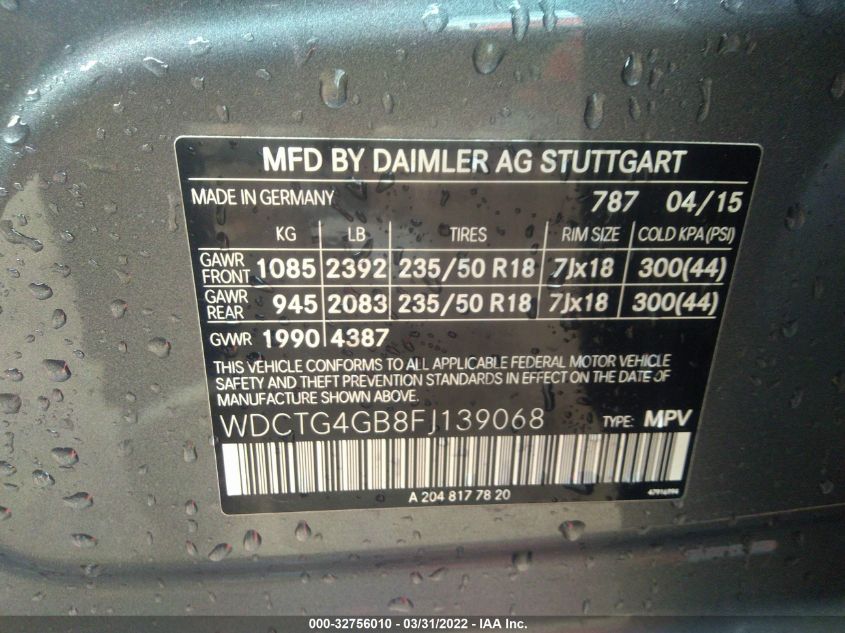 MFD BY DAIMLER AG STUTTGART
MADE IN GERMANY 787 04/15
KG LB TIRES RIM SIZE COLD KPA (PSI)
GAWR FRONT 1085 2392 235/50 R18 7Jx18 300(44)
GAWR REAR 945 2083 235/50 R18 7Jx18 300(44)
GVWR 1990 4387
THIS VEHICLE CONFORMS TO ALL APPLICABLE FEDERAL MOTOR VEHICLE
SAFETY AND THEFT PREVENTION STANDARDS IN EFFECT ON THE DATE OF
MANUFACTURE SHOWN ABOVE.
WDCTG4GB8FJ139068 TYPE: MPV
A 204 817 78 20
000-32756010 - 03/31/2022 - IAA Inc.